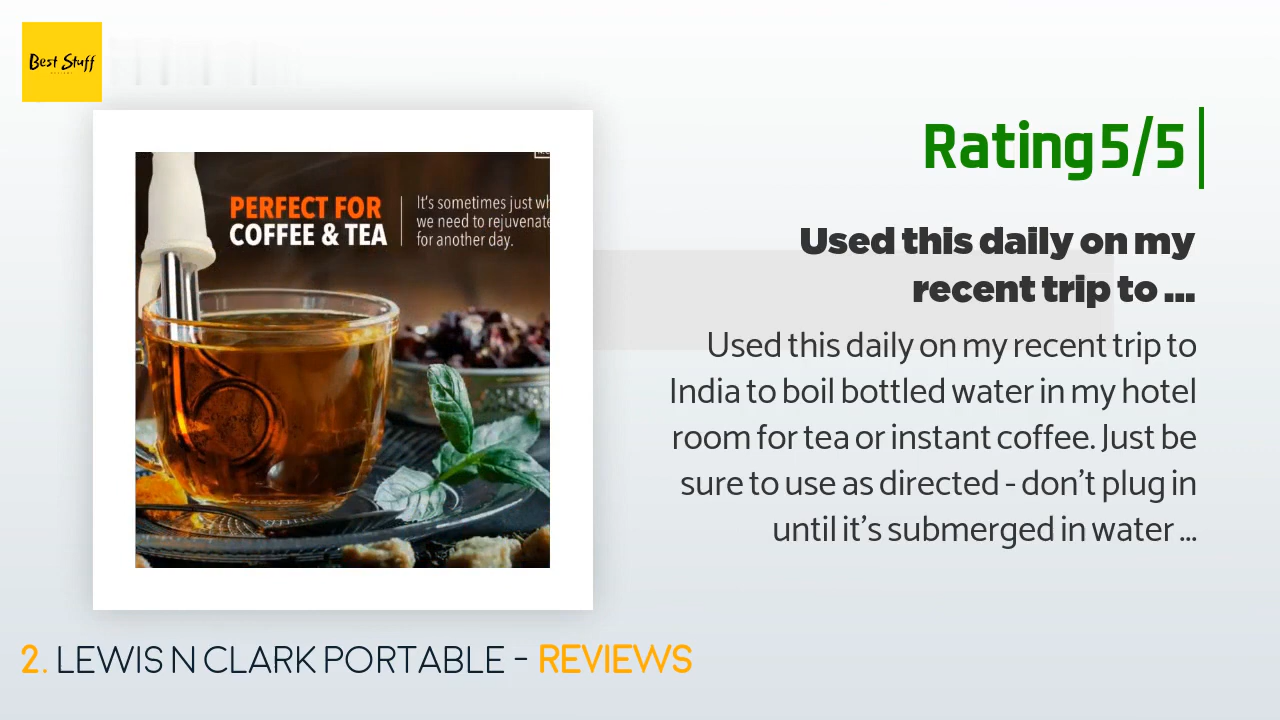 Best Stuff
Rating 5/5
PERFECT FOR
COFFEE & TEA
It's sometimes just
we need to rejuvenate
for another day.
Used this daily on my
recent trip to ...
Used this daily on my recent trip to
India to boil bottled water in my hotel
room for tea or instant coffee. Just be
sure to use as directed - don't plug in
until it's submerged in water ...
2. LEWIS N CLARK PORTABLE - REVIEWS